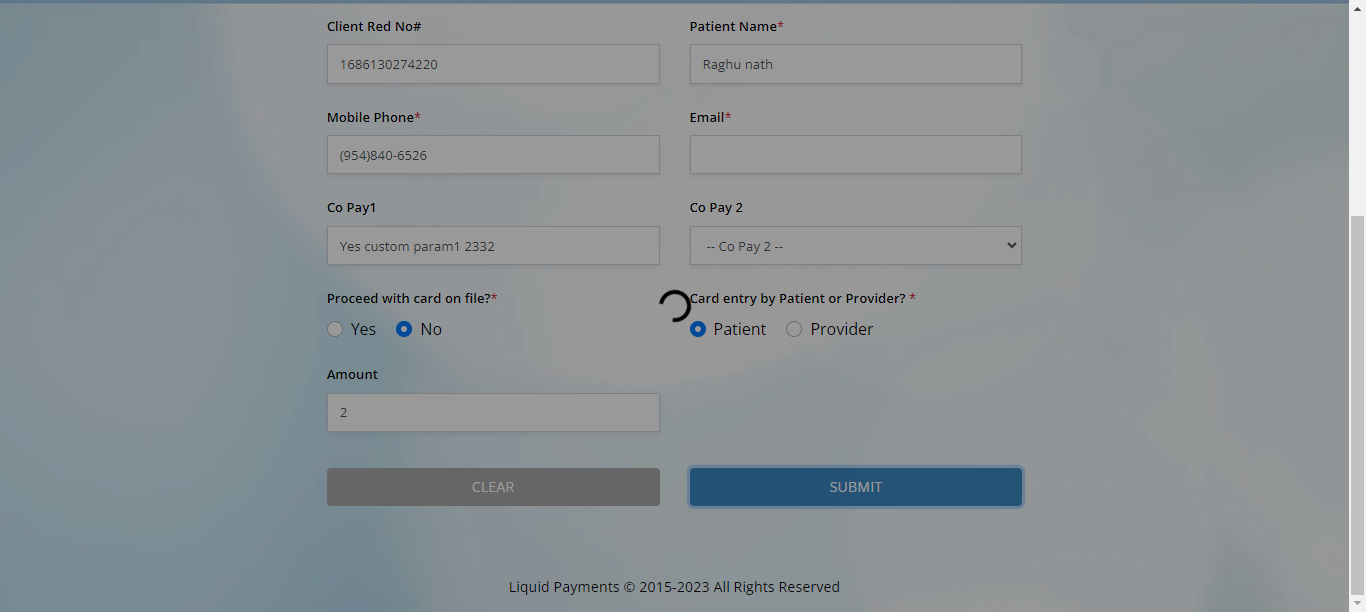 Client Red No#
Patient Name*
1686130274220
Raghu nath
Mobile Phone*
Email*
(954)840-6526
Co Pay1
Co Pay 2
Yes custom param1 2332
-- Co Pay 2 --
Proceed with card on file?*
Card entry by Patient or Provider? *
Yes No
Patient Provider
Amount
2
CLEAR
SUBMIT
Liquid Payments © 2015-2023 All Rights Reserved